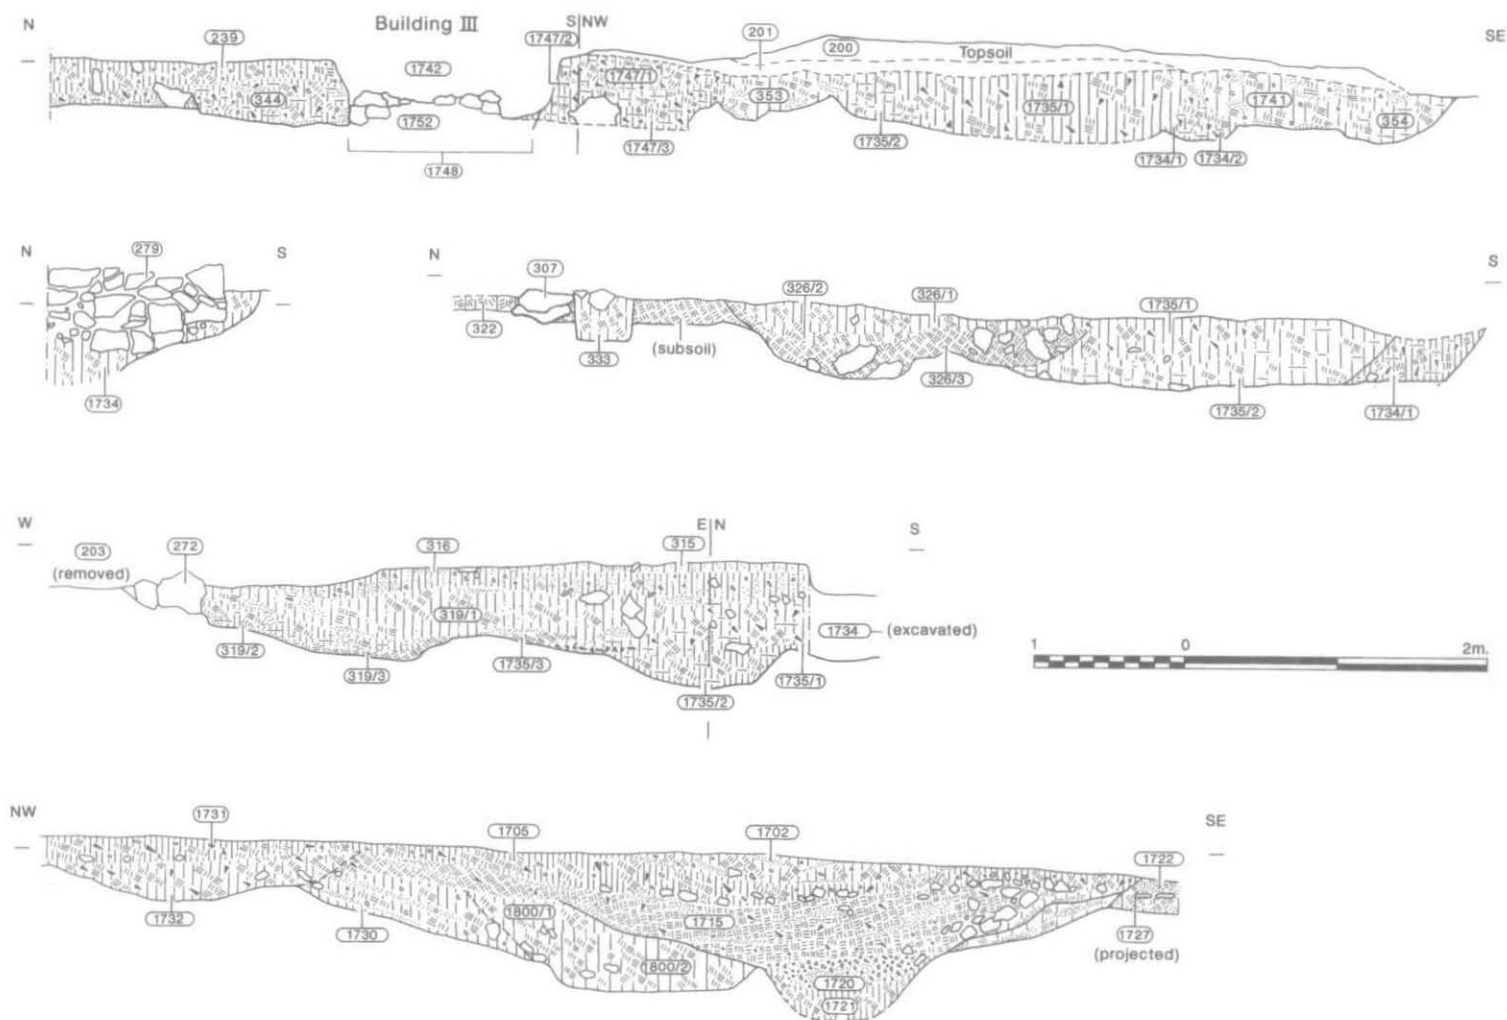 N Building III S NW SE
239 1747/2 201 200 Topsoil
1742
344 1747/1 353 1735/1 1741 354
1752
1748 1747/3 1735/2 1734/1 1734/2
N 279 S
1734
N S
307 326/2 326/1 1735/1
322 333 (subsoil) 326/3 1735/2 1734/1
W E N S
203 272 316 315
(removed)
319/1
1734 (excavated)
319/2 319/3 1735/3 1735/2 1735/1
1 0 2m.
NW SE
1731 1705 1702 1722
1800/1 1715
1732 1730 1727
(projected)
1800/2 1720
1721